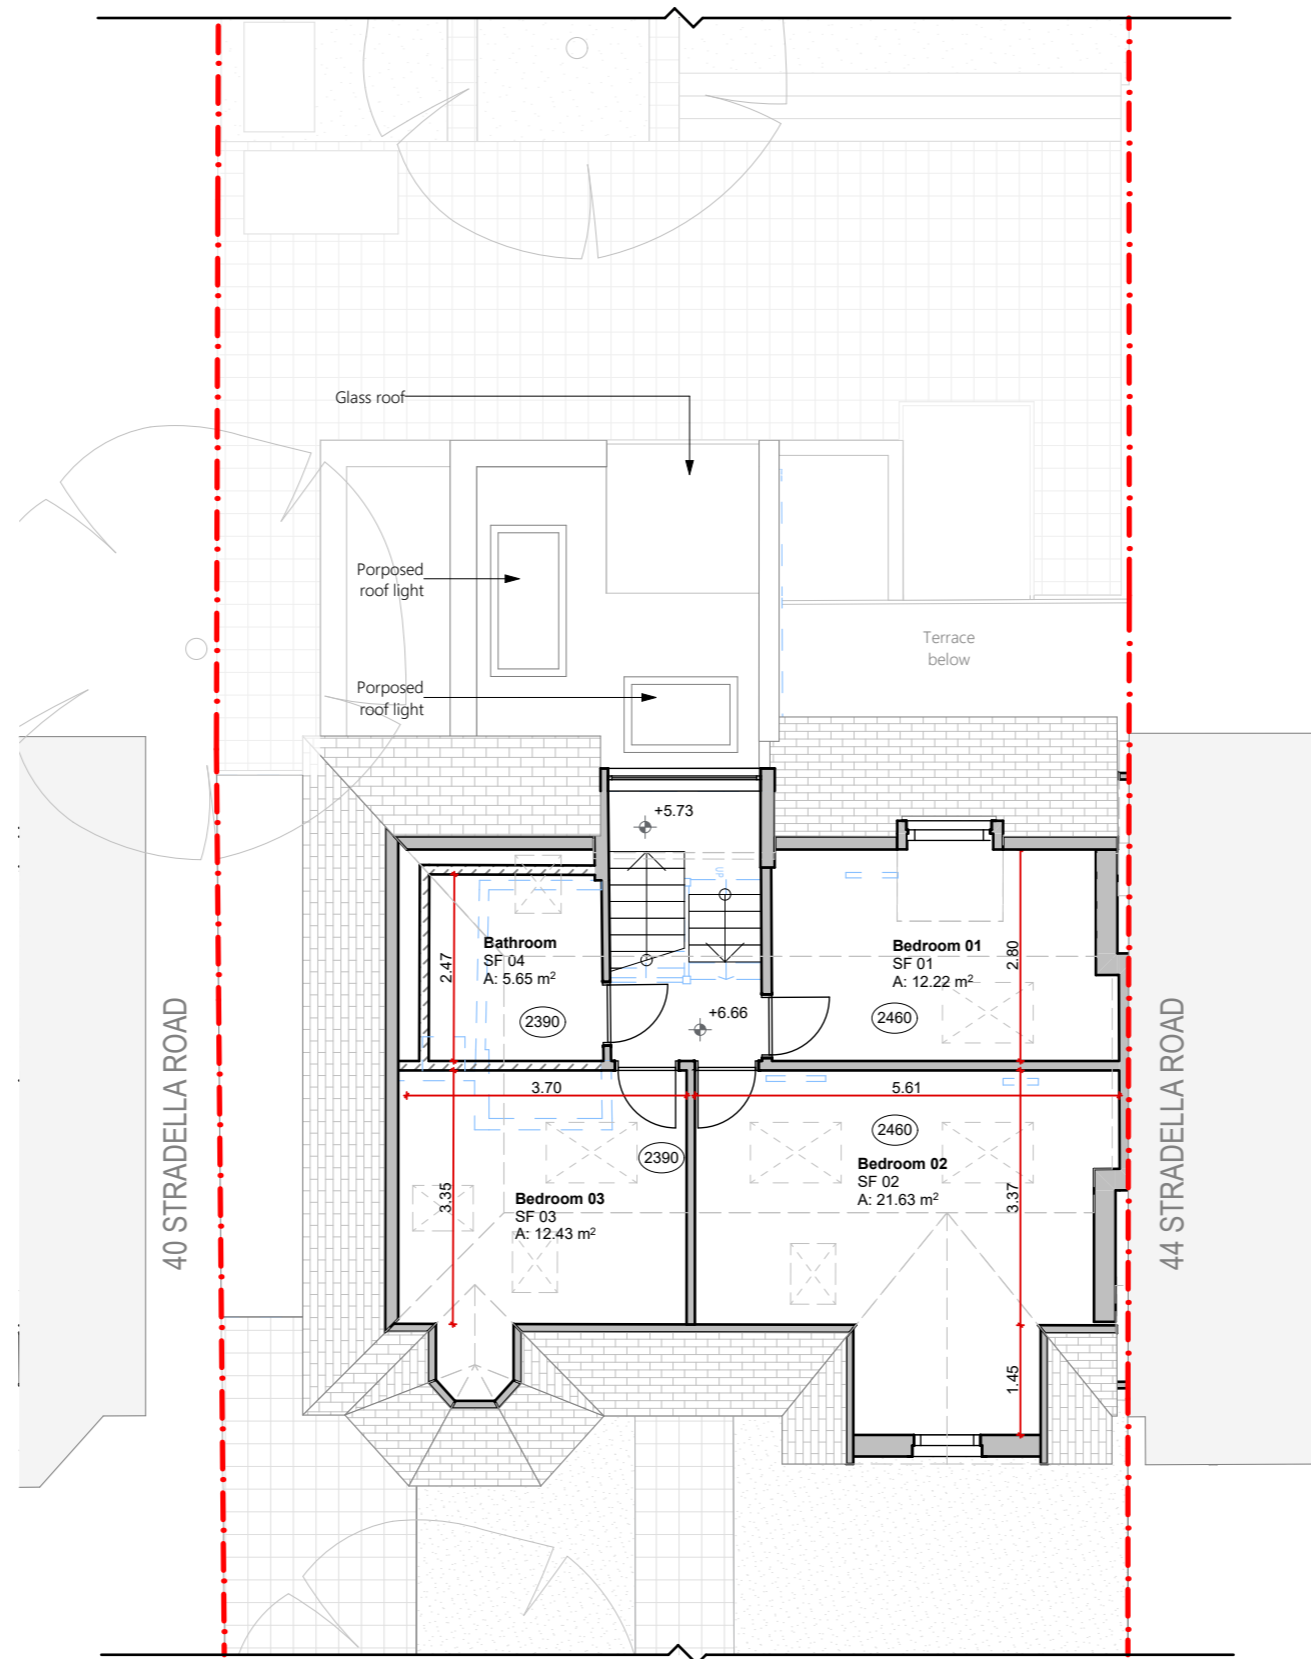 Glass roof
Porposed
roof light
Porposed
roof light
Terrace
below
+5.73
UP
Bathroom
SF 04
A: 5.65 m²
2.47
2390
+6.66
Bedroom 01
SF 01
A: 12.22 m²
2.80
2460
3.70
5.61
2390
2460
Bedroom 02
SF 02
A: 21.63 m²
3.37
3.35
Bedroom 03
SF 03
A: 12.43 m²
1.45
40 STRADELLA ROAD
44 STRADELLA ROAD